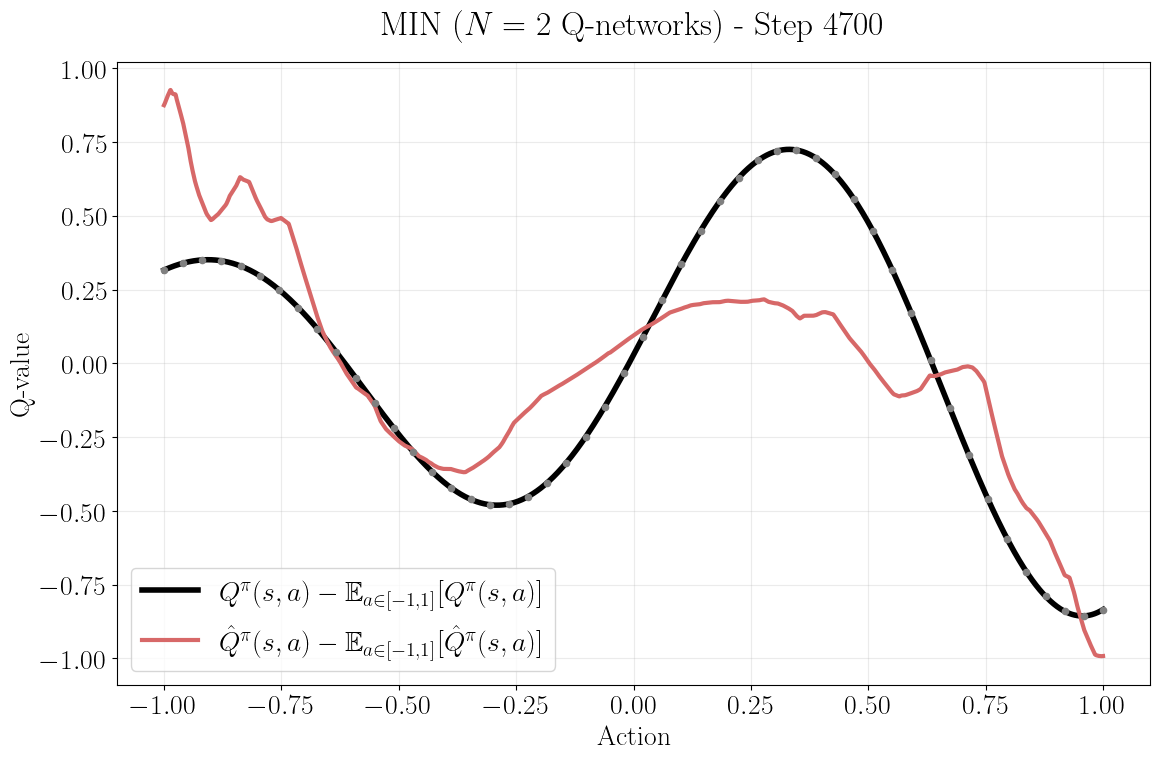 MIN (N = 2 Q-networks) - Step 4700
1.00
0.75
0.50
0.25
0.00
−0.25
−0.50
−0.75
−1.00
Q-value
Q^π(s, a) − 𝔼_{a∈[−1,1]}[Q^π(s, a)]
Q̂^π(s, a) − 𝔼_{a∈[−1,1]}[Q̂^π(s, a)]
−1.00 −0.75 −0.50 −0.25 0.00 0.25 0.50 0.75 1.00
Action